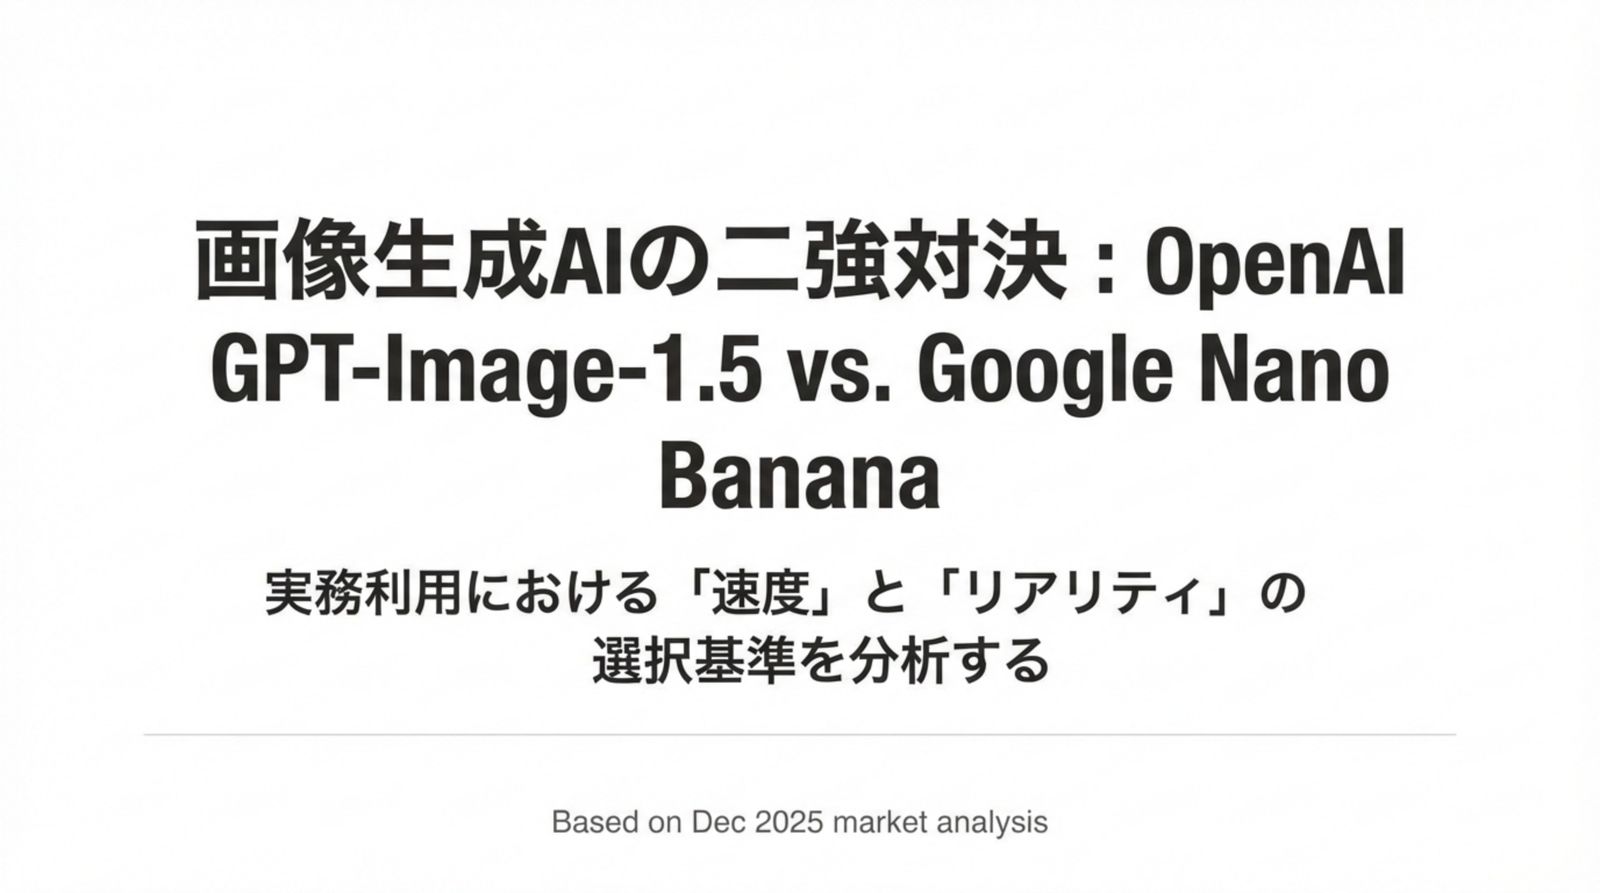 画像生成AIの二強対決：OpenAI
GPT-Image-1.5 vs. Google Nano
Banana
実務利用における「速度」と「リアリティ」の
選択基準を分析する
Based on Dec 2025 market analysis